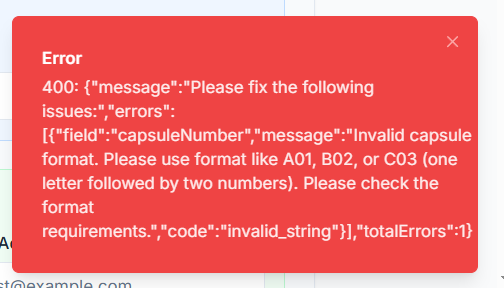 Error
400: {"message":"Please fix the following
issues:","errors":
[{"field":"capsuleNumber","message":"Invalid capsule
format. Please use format like A01, B02, or C03 (one
letter followed by two numbers). Please check the
format
requirements.","code":"invalid_string"}],"totalErrors":1}
st@example.com